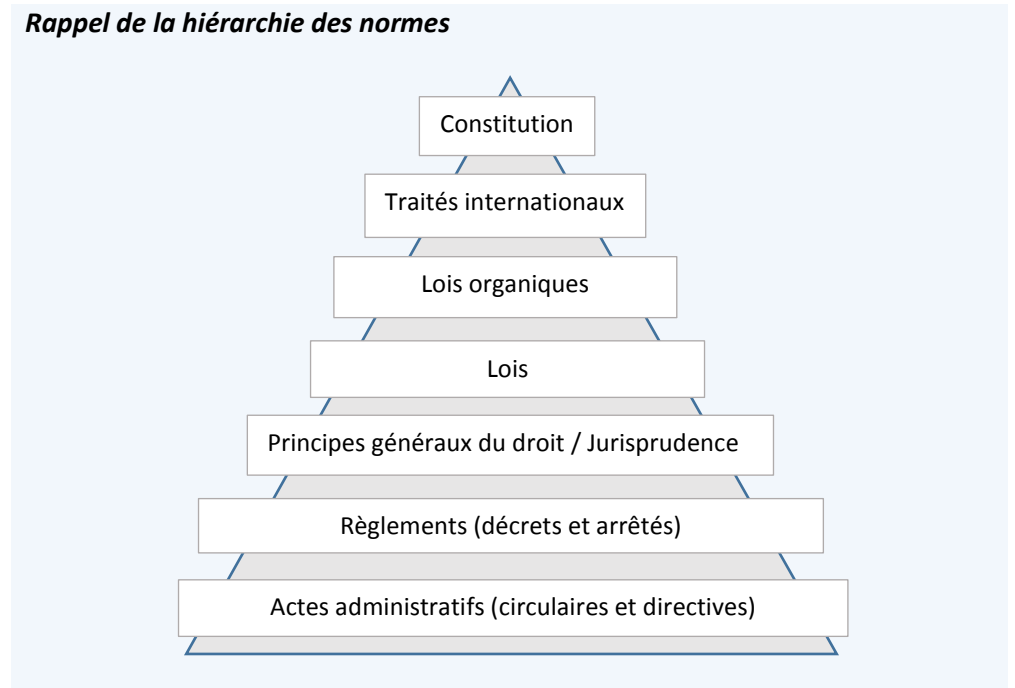 Rappel de la hiérarchie des normes
Constitution
Traités internationaux
Lois organiques
Lois
Principes généraux du droit / Jurisprudence
Règlements (décrets et arrêtés)
Actes administratifs (circulaires et directives)